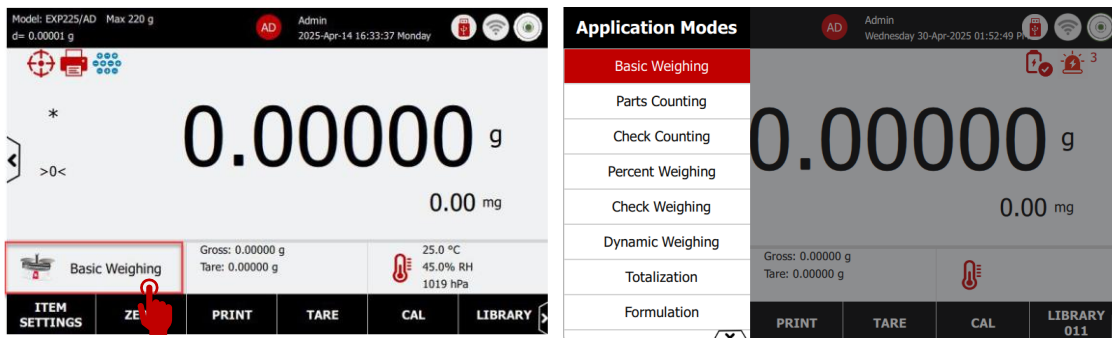 Model: EXP225/AD Max 220 g
d= 0.00001 g
AD
Admin
2025-Apr-14 16:33:37 Monday
*
>0<
0.00000 g
0.00 mg
Basic Weighing
Gross: 0.00000 g
Tare: 0.00000 g
25.0 °C
45.0% RH
1019 hPa
ITEM
SETTINGS
ZE
PRINT
TARE
CAL
LIBRARY
Application Modes
Basic Weighing
Parts Counting
Check Counting
Percent Weighing
Check Weighing
Dynamic Weighing
Totalization
Formulation
AD
Admin
Wednesday 30-Apr-2025 01:52:49 P
3
0.00000 g
0.00 mg
Gross: 0.00000 g
Tare: 0.00000 g
PRINT
TARE
CAL
LIBRARY
011